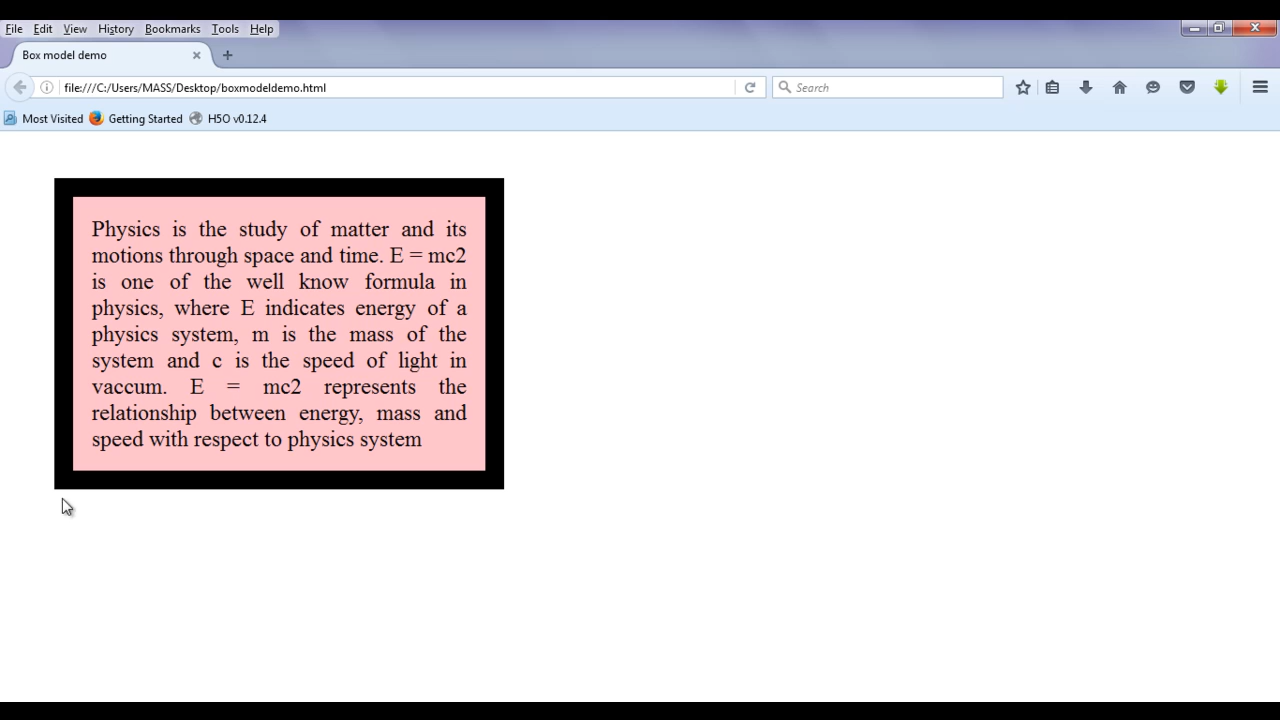 File Edit View History Bookmarks Tools Help
Box model demo
file:///C:/Users/MASS/Desktop/boxmodeldemo.html Search
Most Visited Getting Started H5O v0.12.4
Physics is the study of matter and its
motions through space and time. E = mc2
is one of the well know formula in
physics, where E indicates energy of a
physics system, m is the mass of the
system and c is the speed of light in
vaccum. E = mc2 represents the
relationship between energy, mass and
speed with respect to physics system